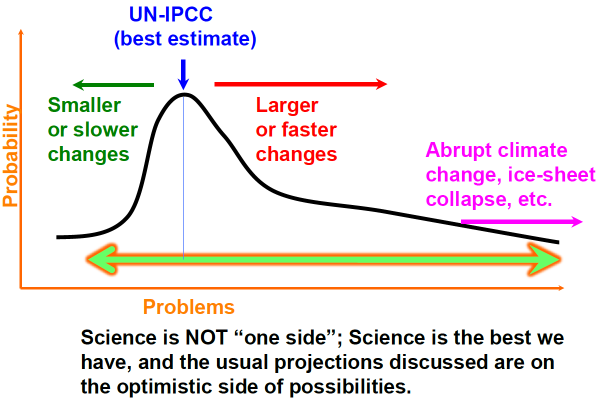 UN-IPCC
(best estimate)
Smaller
or slower
changes
Larger
or faster
changes
Abrupt climate
change, ice-sheet
collapse, etc.
Probability
Problems
Science is NOT “one side”; Science is the best we
have, and the usual projections discussed are on
the optimistic side of possibilities.